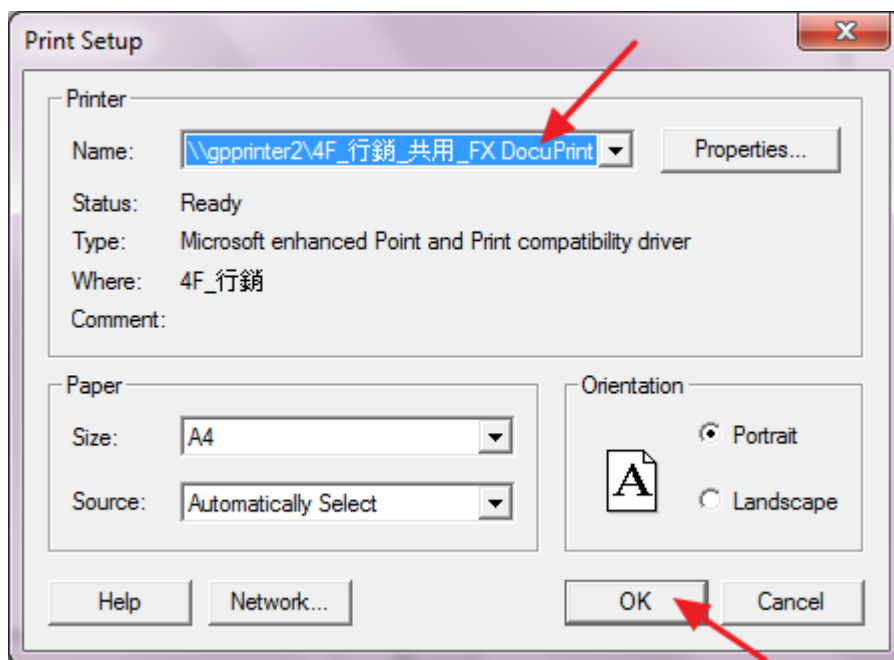 Print Setup
Printer
Name: \\gpprinter2\4F_行銷_共用_FX DocuPrint Properties...
Status: Ready
Type: Microsoft enhanced Point and Print compatibility driver
Where: 4F_行銷
Comment:
Paper
Size: A4
Source: Automatically Select
Orientation
A
Portrait
Landscape
Help Network... OK Cancel